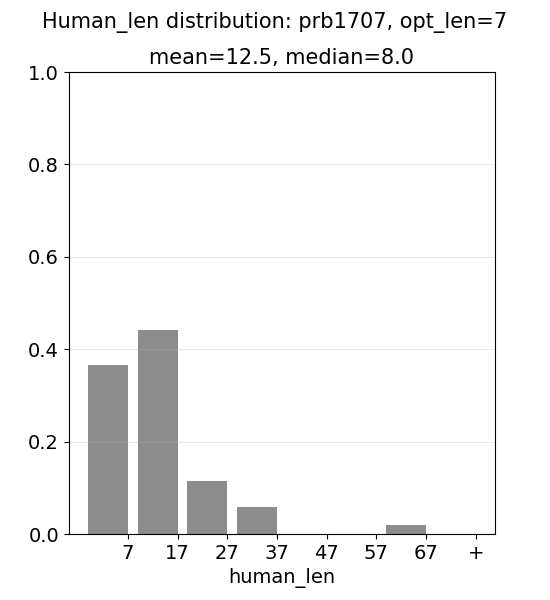 Human_len distribution: prb1707, opt_len=7
mean=12.5, median=8.0
1.0
0.8
0.6
0.4
0.2
0.0
7 17 27 37 47 57 67 +
human_len